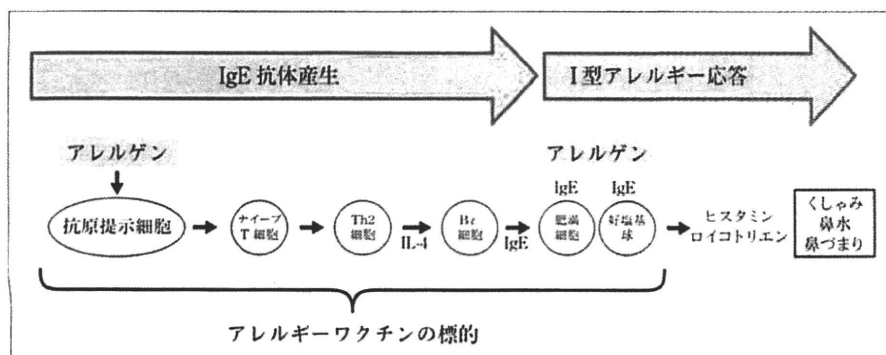 IgE 抗体産生
I 型アレルギー応答
アレルゲン
アレルゲン
IgE
IgE
抗原提示細胞
ナイーブ
T 細胞
Th2
細胞
IL-4
細胞
IgE
肥満
細胞
好塩基
球
ヒスタミン
ロイコトリエン
くしゃみ
鼻水
鼻づまり
アレルギーワクチンの標的